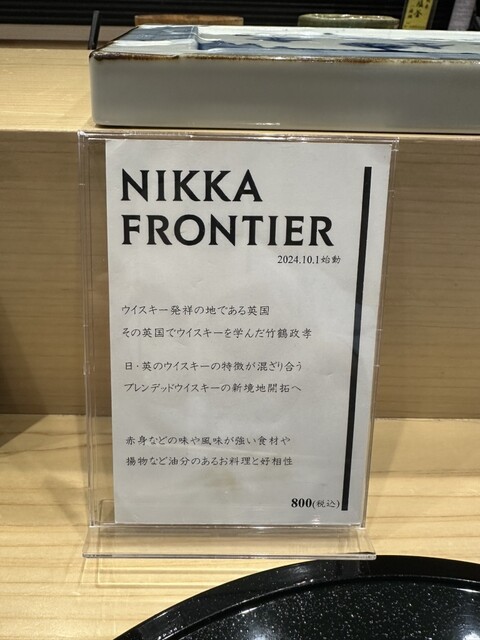 NIKKA
FRONTIER
2024.10.1始動
ウイスキー発祥の地である英国
その英国でウイスキーを学んだ竹鶴政孝
日・英のウイスキーの特徴が混ざり合う
ブレンデッドウイスキーの新境地開拓へ
赤身などの味や風味が強い食材や
揚物など油分のあるお料理と好相性
800(税込)